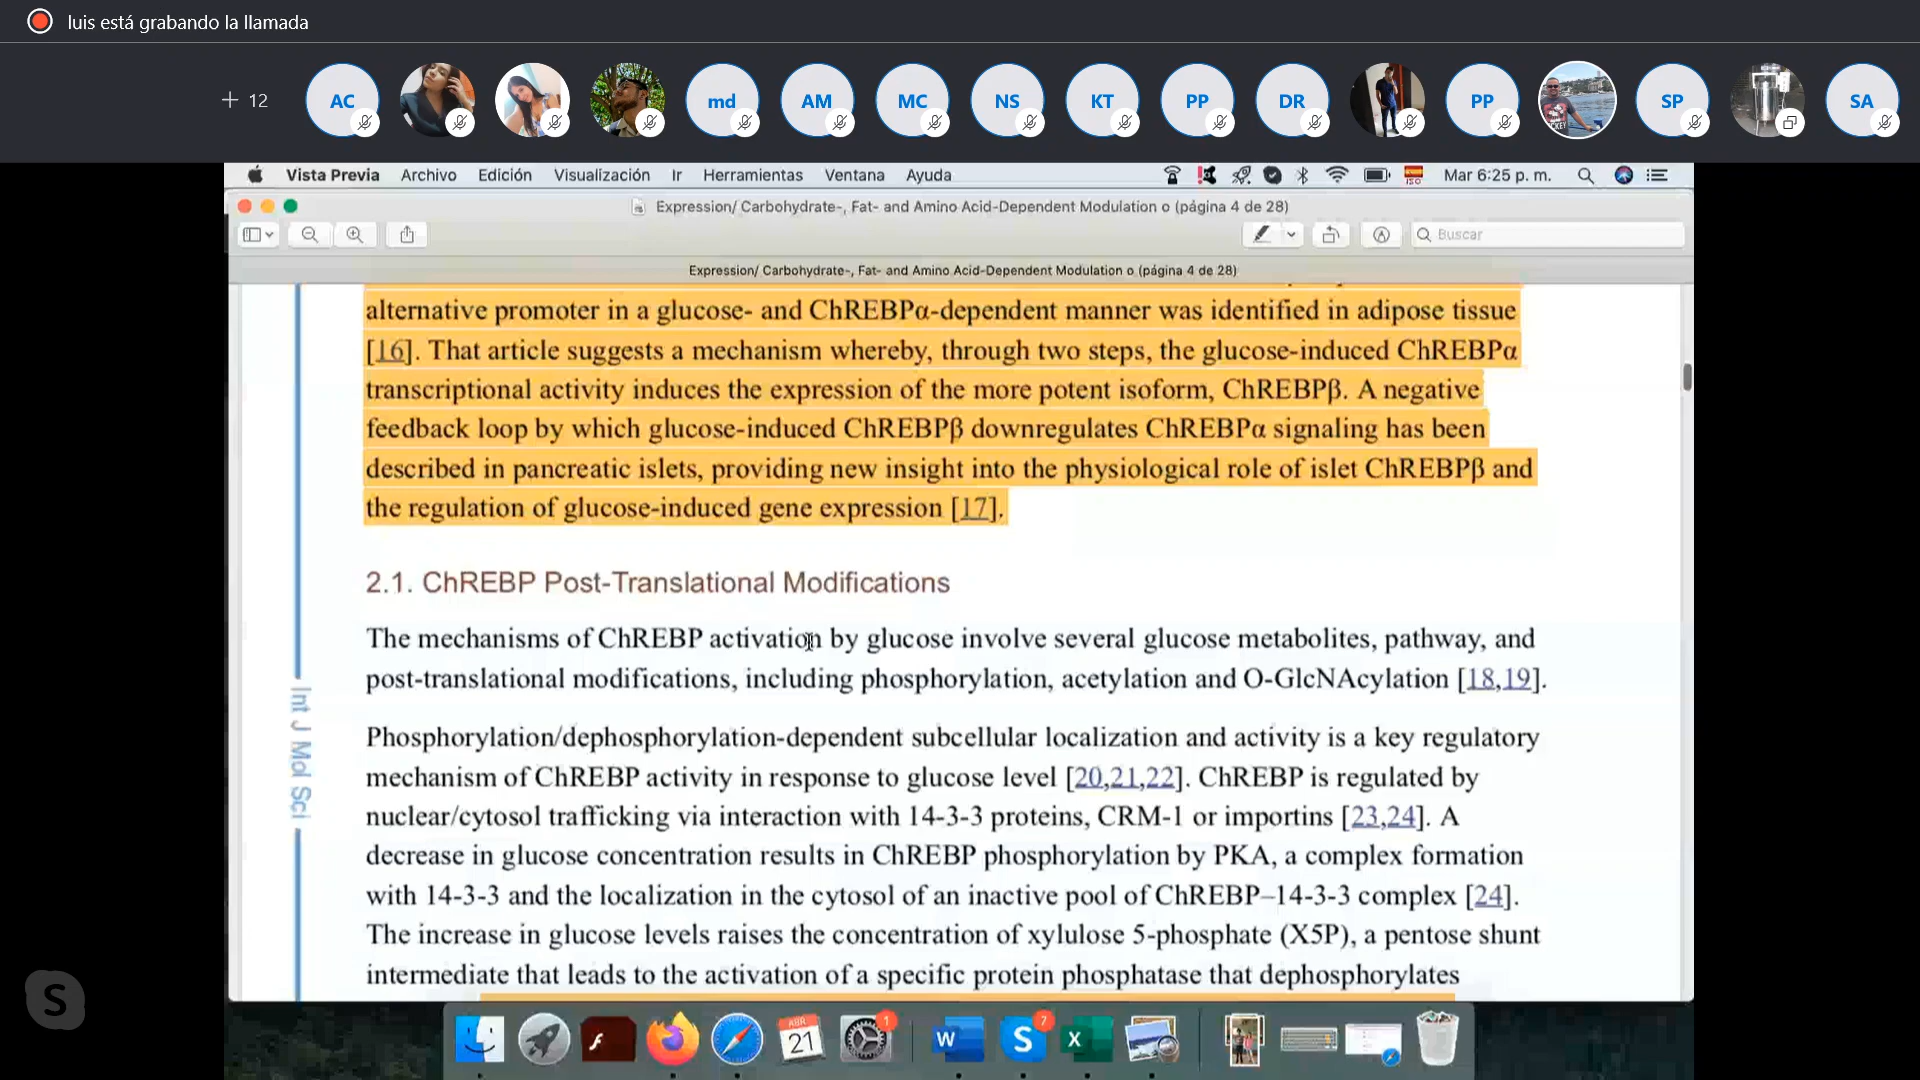 luis está grabando la llamada
+ 12
AC
md
AM
MC
NS
KT
PP
DR
PP
SP
SA
Vista Previa Archivo Edición Visualización Ir Herramientas Ventana Ayuda
ISO
Mar 6:25 p. m.
Expression/ Carbohydrate-, Fat- and Amino Acid-Dependent Modulation o (página 4 de 28)
Buscar
Expression/ Carbohydrate-, Fat- and Amino Acid-Dependent Modulation o (página 4 de 28)
alternative promoter in a glucose- and ChREBPα-dependent manner was identified in adipose tissue
[16]. That article suggests a mechanism whereby, through two steps, the glucose-induced ChREBPα
transcriptional activity induces the expression of the more potent isoform, ChREBPβ. A negative
feedback loop by which glucose-induced ChREBPβ downregulates ChREBPα signaling has been
described in pancreatic islets, providing new insight into the physiological role of islet ChREBPβ and
the regulation of glucose-induced gene expression [17].
2.1. ChREBP Post-Translational Modifications
The mechanisms of ChREBP activation by glucose involve several glucose metabolites, pathway, and
post-translational modifications, including phosphorylation, acetylation and O-GlcNAcylation [18,19].
Phosphorylation/dephosphorylation-dependent subcellular localization and activity is a key regulatory
mechanism of ChREBP activity in response to glucose level [20,21,22]. ChREBP is regulated by
nuclear/cytosol trafficking via interaction with 14-3-3 proteins, CRM-1 or importins [23,24]. A
decrease in glucose concentration results in ChREBP phosphorylation by PKA, a complex formation
with 14-3-3 and the localization in the cytosol of an inactive pool of ChREBP–14-3-3 complex [24].
The increase in glucose levels raises the concentration of xylulose 5-phosphate (X5P), a pentose shunt
intermediate that leads to the activation of a specific protein phosphatase that dephosphorylates
Int J Mol Sci
S
ABR
21
1
W
S
7
X